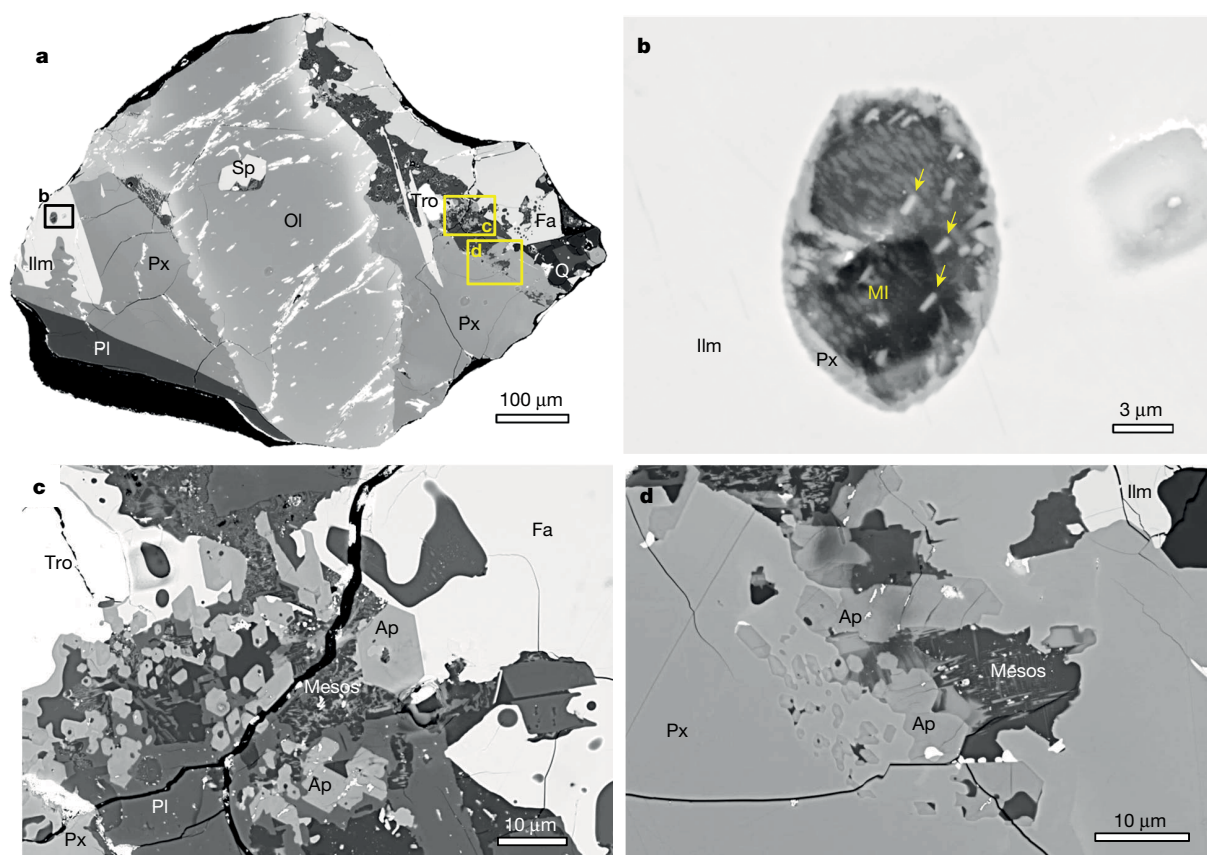 a
Sp
b
Ol
Tro
Fa
c
d
Ilm
Px
Q
Px
Pl
100 µm
b
MI
Ilm
Px
3 µm
c
Fa
Tro
Ap
Mesos
Ap
Pl
10 µm
Px
d
Ilm
Ap
Mesos
Px
Ap
10 µm